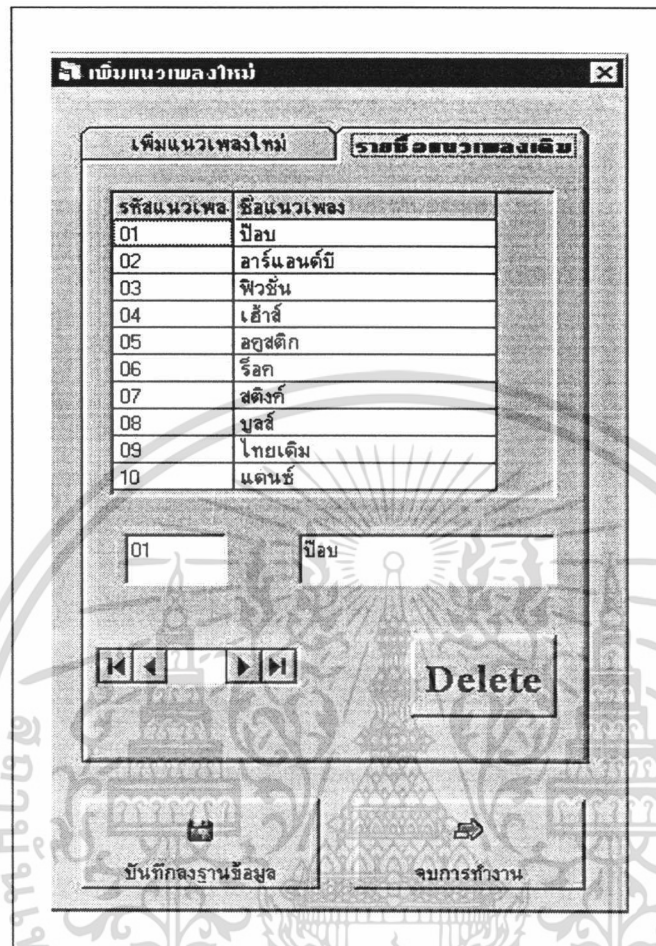 เพิ่มแนวเพลงใหม่
เพิ่มแนวเพลงใหม่ รายชื่อแนวเพลงเดิม
รหัสแนวเพล ชื่อแนวเพลง
01 ป๊อบ
02 อาร์แอนด์บี
03 ฟิวชั่น
04 เฮ้าส์
05 อคูสติก
06 ร็อค
07 สติงก์
08 บูลส์
09 ไทยเดิม
10 แดนซ์
01 ป๊อบ
Delete
บันทึกลงฐานข้อมูล จบการทำงาน